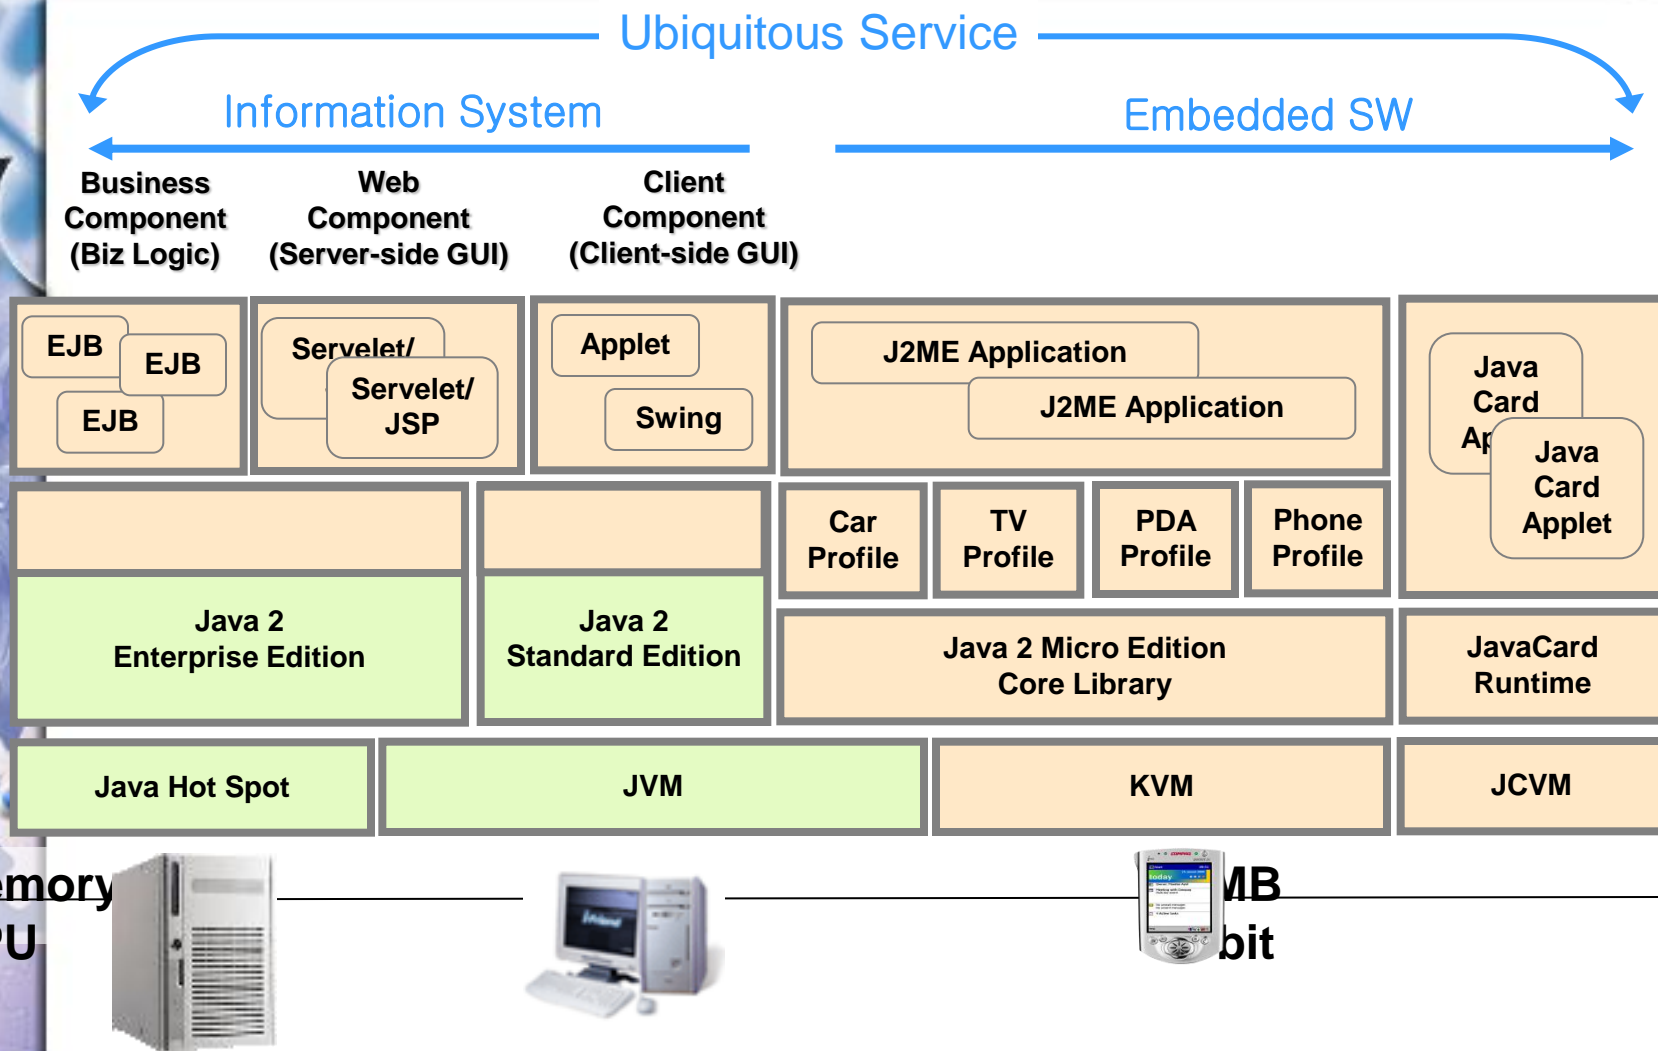 Ubiquitous Service
Information System
Embedded SW
Business
Component
(Biz Logic)
Web
Component
(Server-side GUI)
Client
Component
(Client-side GUI)
EJB
EJB
EJB
Servelet/
Servelet/
JSP
Applet
Swing
J2ME Application
J2ME Application
Java
Card
Java
Card
Applet
Car
Profile
TV
Profile
PDA
Profile
Phone
Profile
Java 2
Enterprise Edition
Java 2
Standard Edition
Java 2 Micro Edition
Core Library
JavaCard
Runtime
Java Hot Spot
JVM
KVM
JCVM
emory
PU
MB
bit